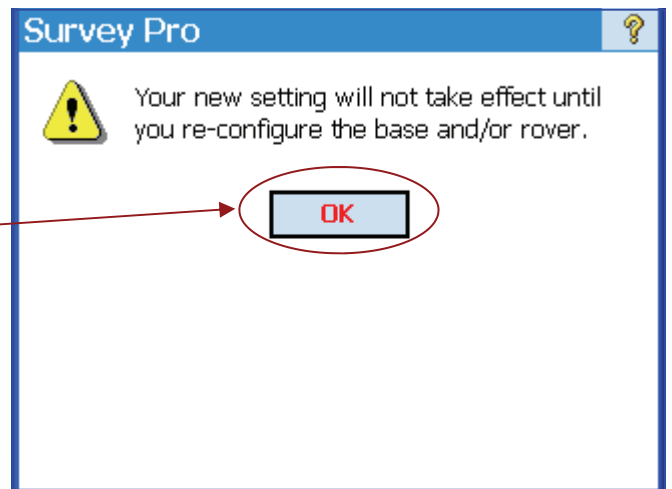 Survey Pro
?
Your new setting will not take effect until
you re-configure the base and/or rover.
OK